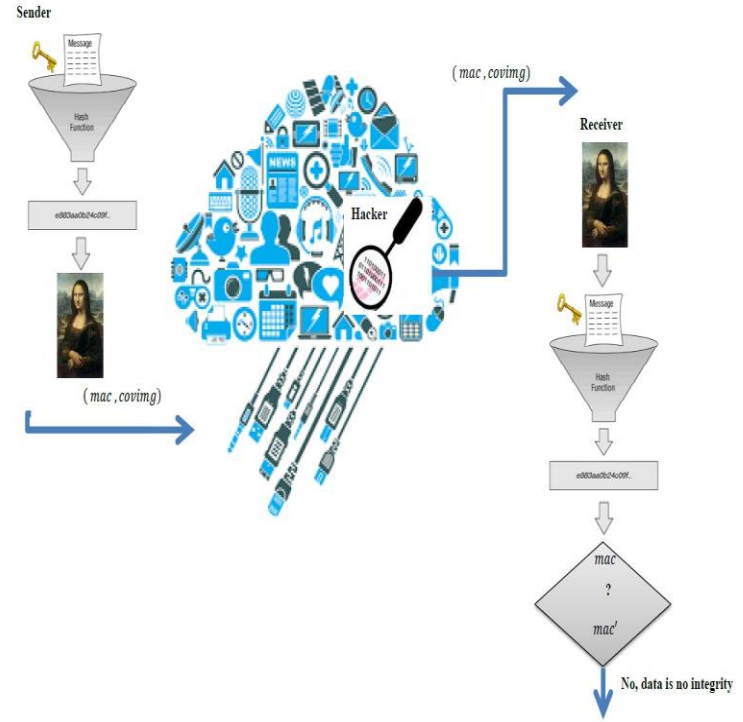 Sender
Message
Hash
Function
e883aa0b24c09f..
(mac, covimg)
NEWS
Hacker
(mac, covimg)
Receiver
Message
Hash
Function
e883aa0b24c09f..
mac
?
mac'
No, data is no integrity